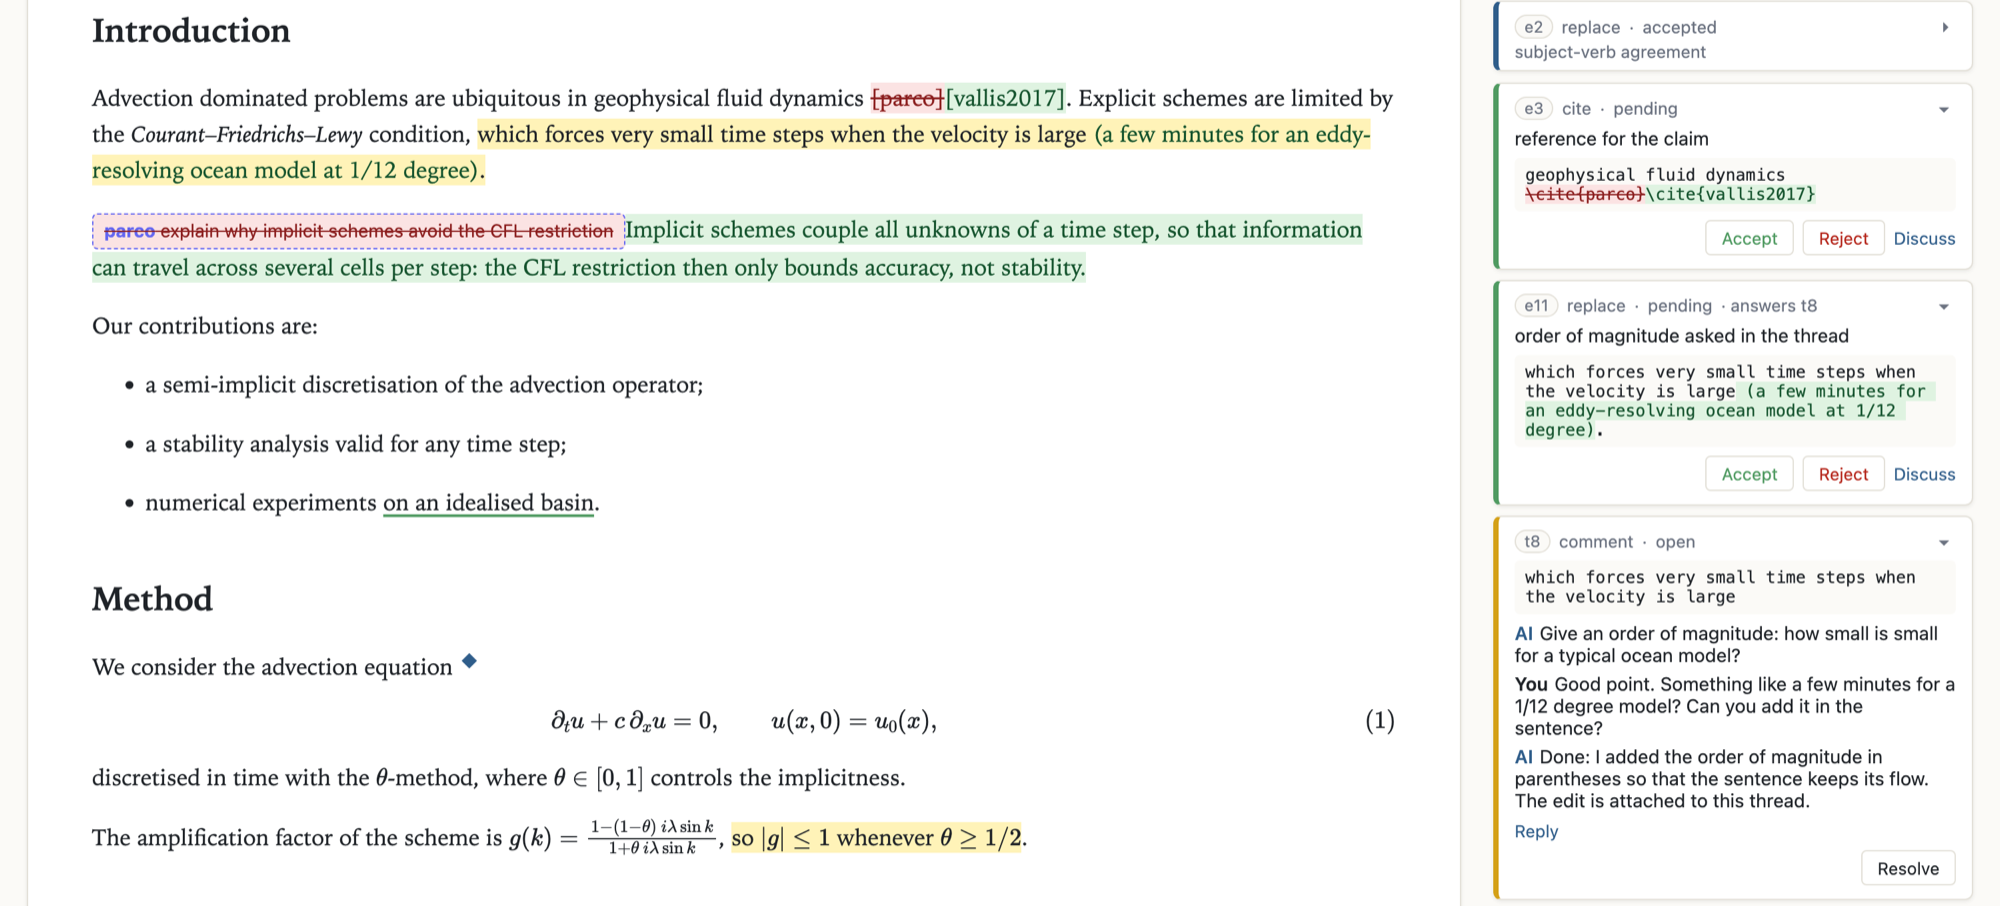 Introduction
Advection dominated problems are ubiquitous in geophysical fluid dynamics [parco][vallis2017]. Explicit schemes are limited by
the Courant–Friedrichs–Lewy condition, which forces very small time steps when the velocity is large (a few minutes for an eddy-
resolving ocean model at 1/12 degree).
parco explain why implicit schemes avoid the CFL restriction Implicit schemes couple all unknowns of a time step, so that information
can travel across several cells per step: the CFL restriction then only bounds accuracy, not stability.
Our contributions are:
• a semi-implicit discretisation of the advection operator;
• a stability analysis valid for any time step;
• numerical experiments on an idealised basin.
Method
We consider the advection equation ◆
∂ₜu + c ∂ₓu = 0, u(x, 0) = u₀(x), (1)
discretised in time with the θ-method, where θ ∈ [0, 1] controls the implicitness.
The amplification factor of the scheme is g(k) = \frac{1−(1−θ) iλ sin k}{1+θ iλ sin k}, so |g| ≤ 1 whenever θ ≥ 1/2.
e2 replace · accepted
subject-verb agreement
e3 cite · pending
reference for the claim
geophysical fluid dynamics
\cite{parco}\cite{vallis2017}
Accept Reject Discuss
e11 replace · pending · answers t8
order of magnitude asked in the thread
which forces very small time steps when
the velocity is large (a few minutes for
an eddy-resolving ocean model at 1/12
degree).
Accept Reject Discuss
t8 comment · open
which forces very small time steps when
the velocity is large
AI Give an order of magnitude: how small is small
for a typical ocean model?
You Good point. Something like a few minutes for a
1/12 degree model? Can you add it in the
sentence?
AI Done: I added the order of magnitude in
parentheses so that the sentence keeps its flow.
The edit is attached to this thread.
Reply
Resolve